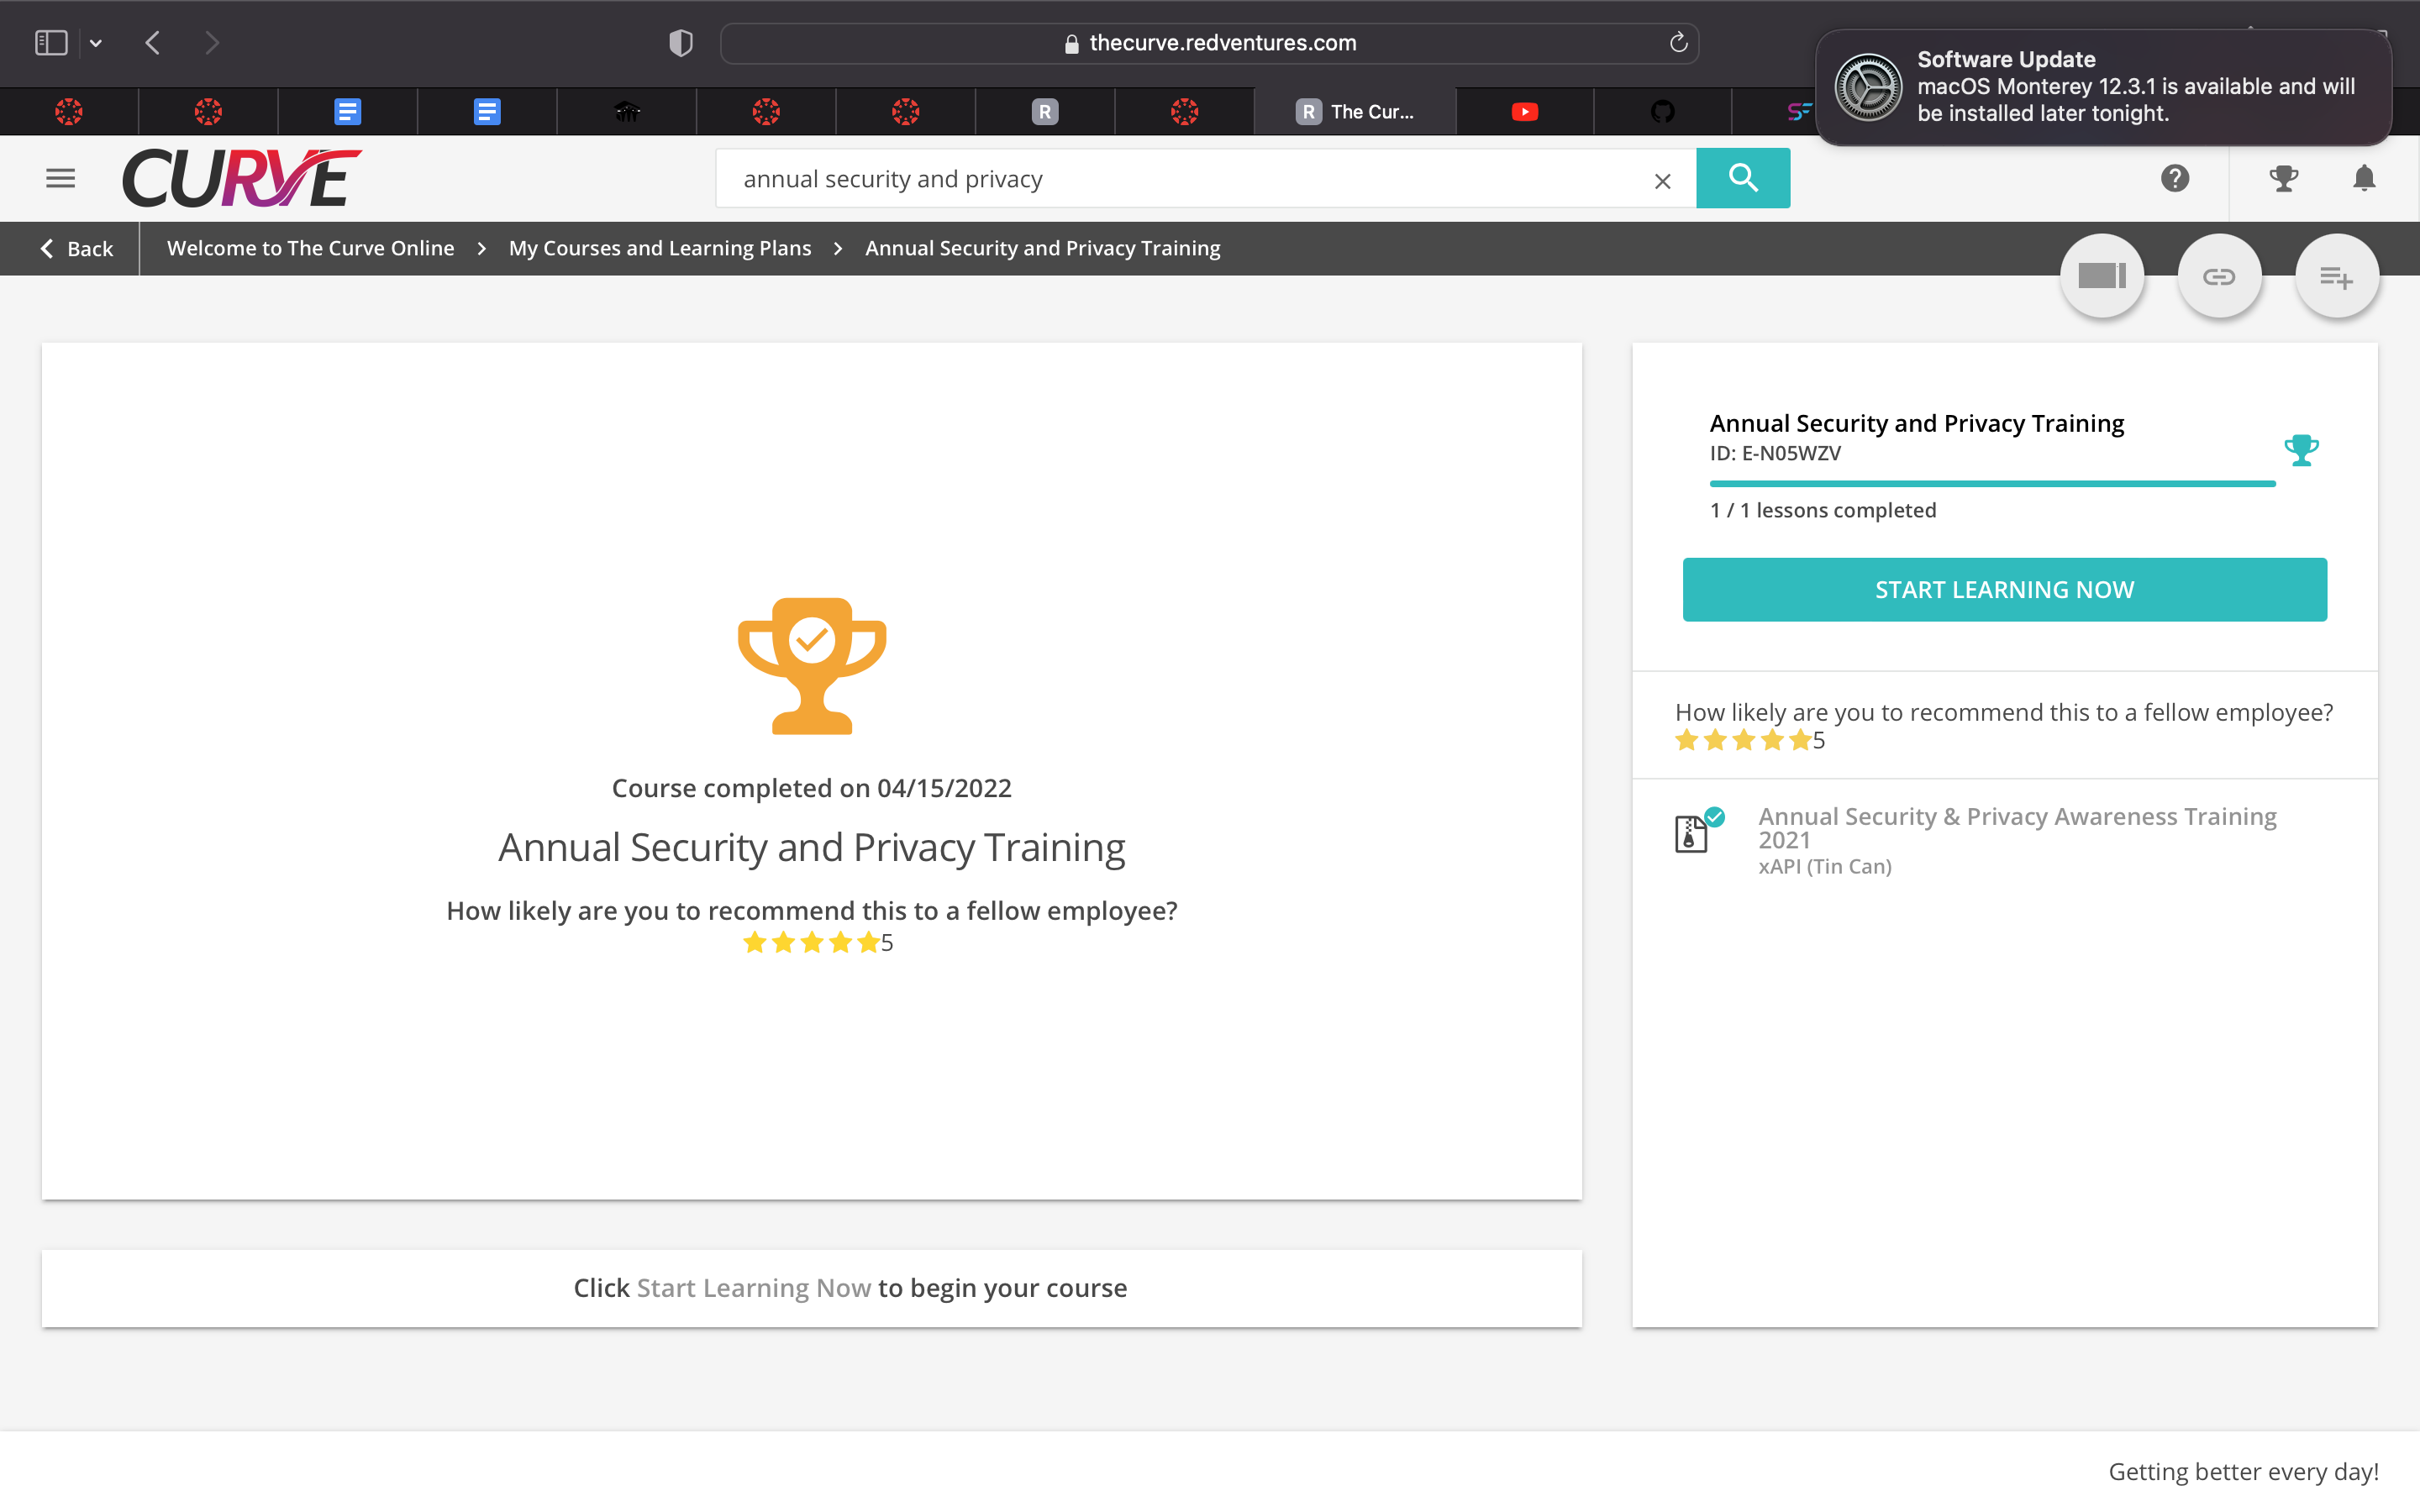 thecurve.redventures.com
Software Update
macOS Monterey 12.3.1 is available and will
be installed later tonight.
R
R The Cur...
SF
CURVE
annual security and privacy
Back
Welcome to The Curve Online > My Courses and Learning Plans > Annual Security and Privacy Training
Annual Security and Privacy Training
ID: E-N05WZV
1 / 1 lessons completed
START LEARNING NOW
How likely are you to recommend this to a fellow employee?
5
Annual Security & Privacy Awareness Training
2021
xAPI (Tin Can)
Course completed on 04/15/2022
Annual Security and Privacy Training
How likely are you to recommend this to a fellow employee?
5
Click Start Learning Now to begin your course
Getting better every day!